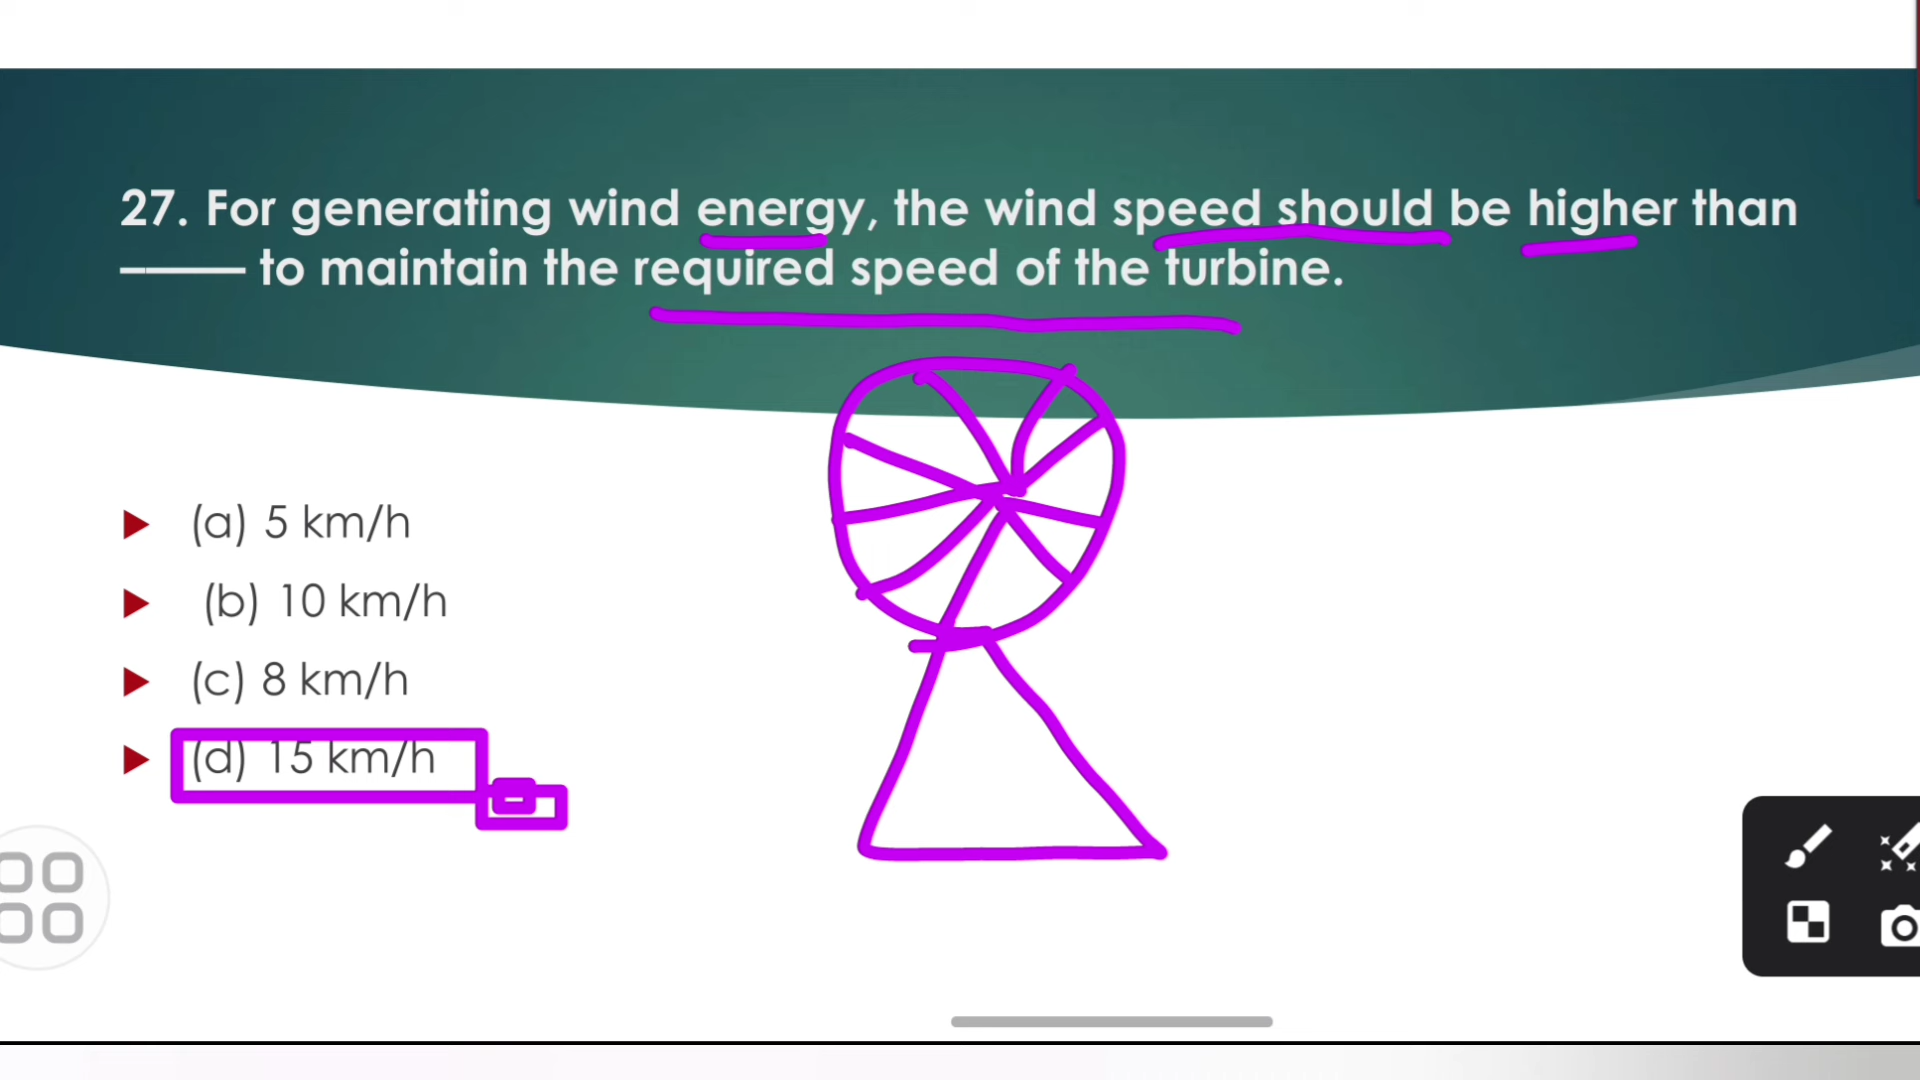 27. For generating wind energy, the wind speed should be higher than
——— to maintain the required speed of the turbine.
(a) 5 km/h
(b) 10 km/h
(c) 8 km/h
(d) 15 km/h